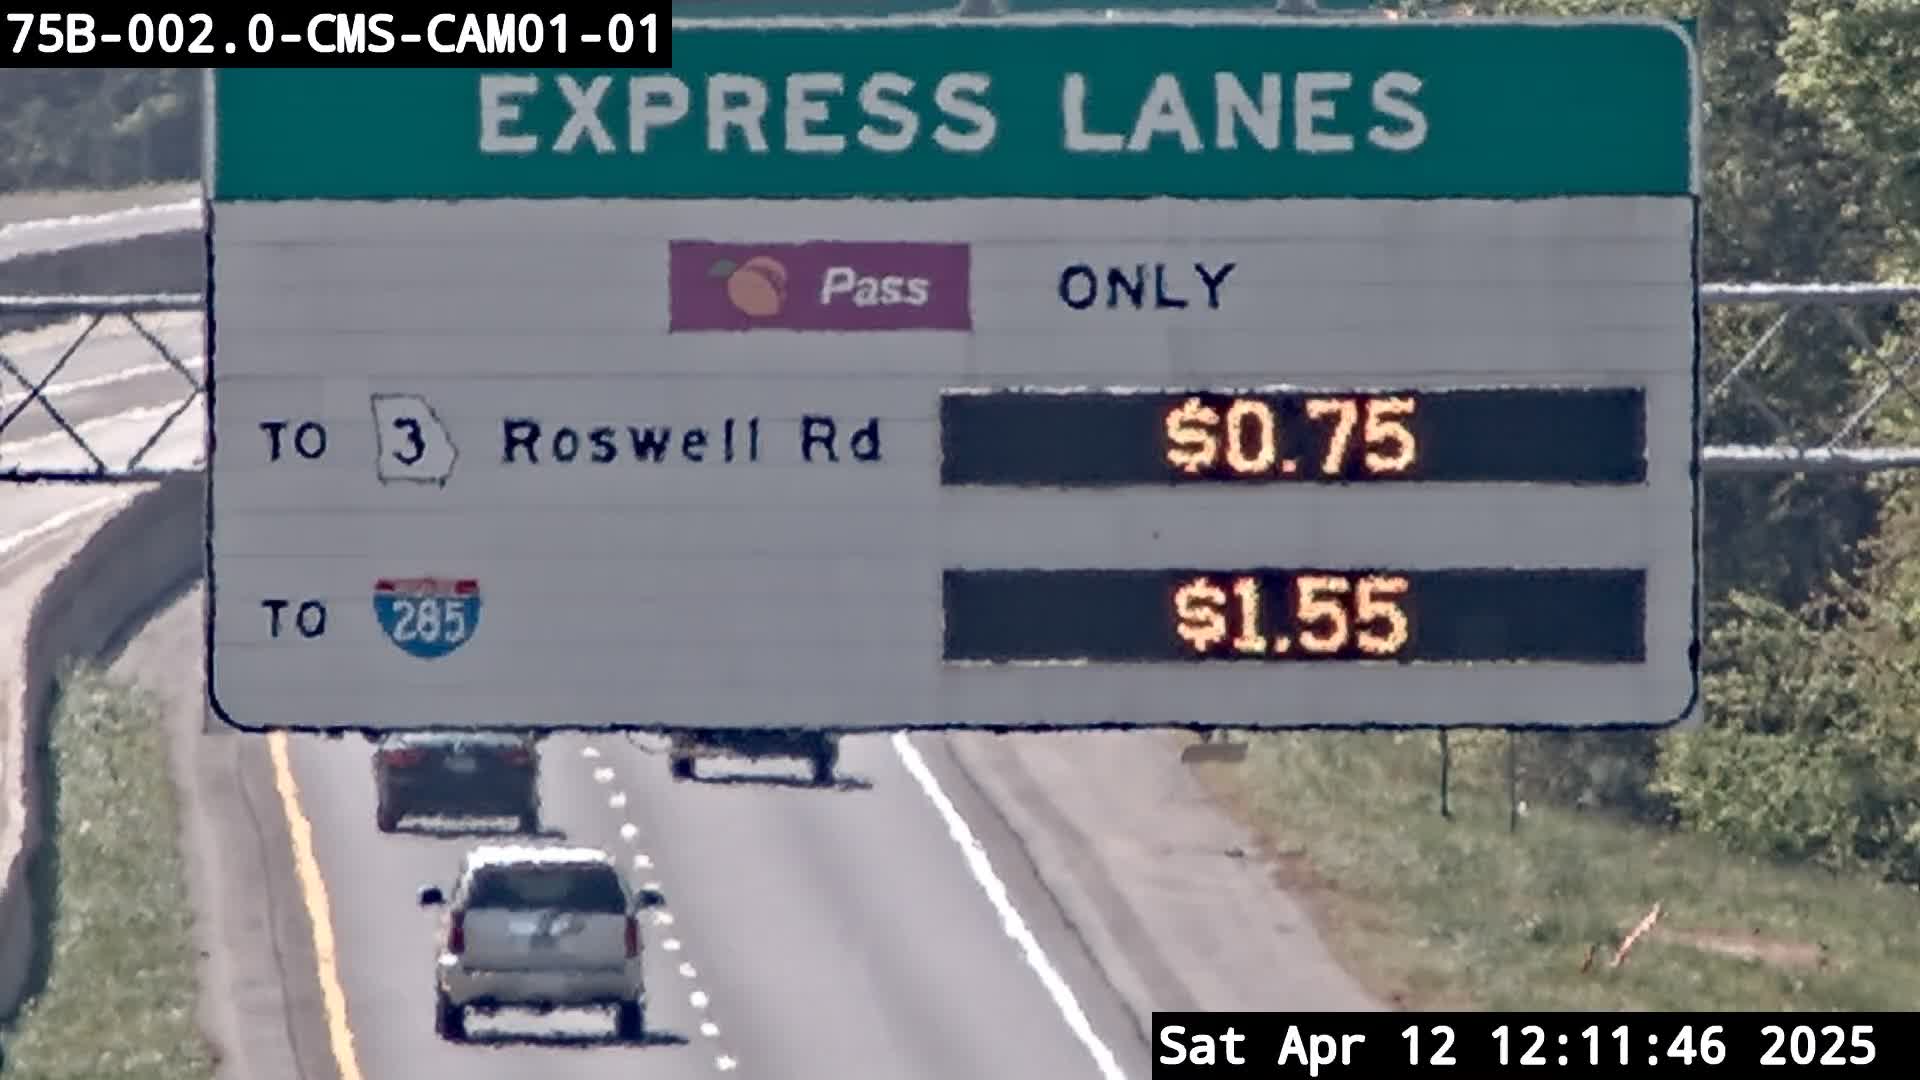 75B-002.0-CMS-CAM01-01
EXPRESS LANES
Pass ONLY
TO 3 Roswell Rd $0.75
TO 285 $1.55
Sat Apr 12 12:11:46 2025